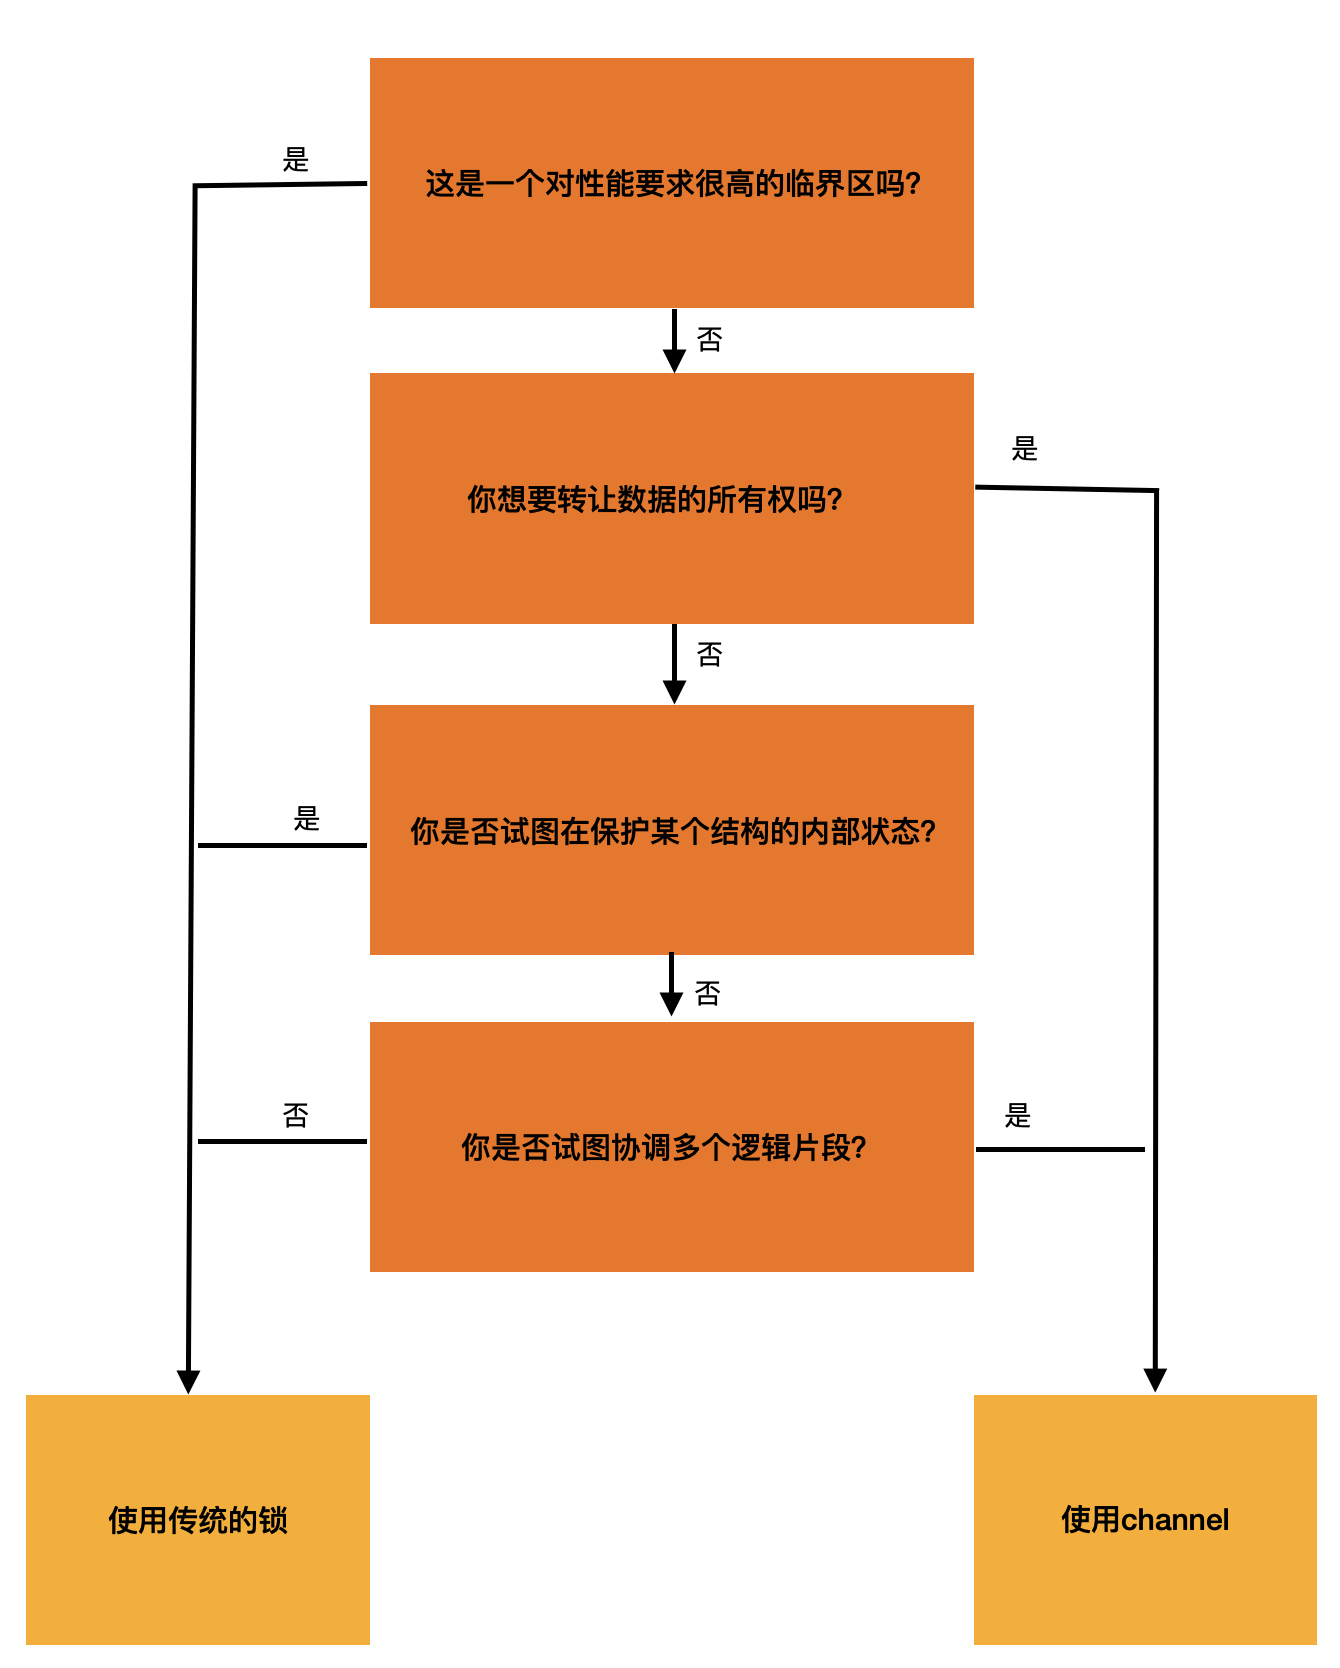 是
这是一个对性能要求很高的临界区吗?
否
是
你想要转让数据的所有权吗?
否
是
你是否试图在保护某个结构的内部状态?
否
否
是
你是否试图协调多个逻辑片段?
使用传统的锁
使用channel